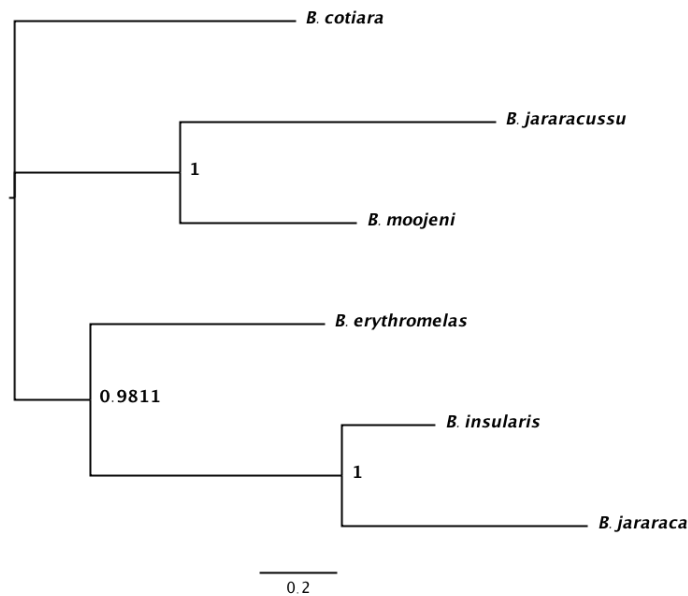 B. cotiara
B. jararacussu
1
B. moojeni
B. erythromelas
0.9811
B. insularis
1
B. jararaca
0.2